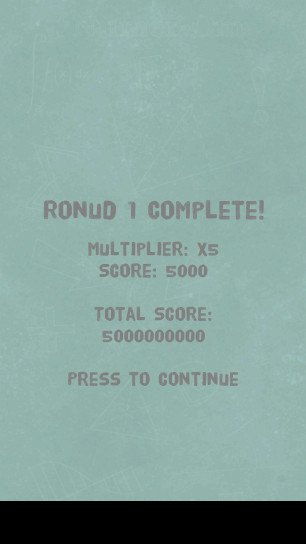 RONUD 1 COMPLETE!
MULTIPLIER: X5
SCORE: 5000
TOTAL SCORE:
5000000000
PRESS TO CONTINUE